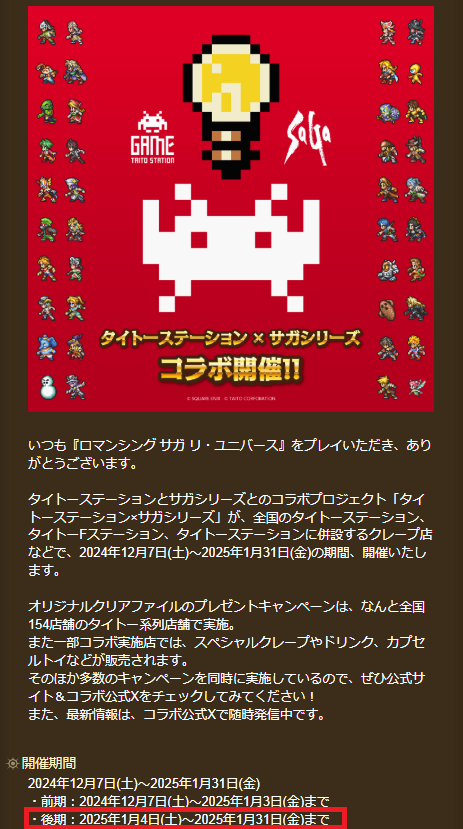 GAME
TAITO STATION
SaGa
タイトーステーション × サガシリーズ
コラボ開催!!
© SQUARE ENIX © TAITO CORPORATION
いつも『ロマンシング サガ リ・ユニバース』をプレイいただき、あり
がとうございます。
タイトーステーションとサガシリーズとのコラボプロジェクト「タイ
トーステーション×サガシリーズ」が、全国のタイトーステーション、
タイトーFステーション、タイトーステーションに併設するクレープ店
などで、2024年12月7日(土)～2025年1月31日(金)の期間、開催いたし
ます。
オリジナルクリアファイルのプレゼントキャンペーンは、なんと全国
154店舗のタイトー系列店舗で実施。
また一部コラボ実施店では、スペシャルクレープやドリンク、カプセ
ルトイなどが販売されます。
そのほか多数のキャンペーンを同時に実施しているので、ぜひ公式サ
イト＆コラボ公式Xをチェックしてみてください！
また、最新情報は、コラボ公式Xで随時発信中です。
開催期間
2024年12月7日(土)～2025年1月31日(金)
・前期：2024年12月7日(土)～2025年1月3日(金)まで
・後期：2025年1月4日(土)～2025年1月31日(金)まで